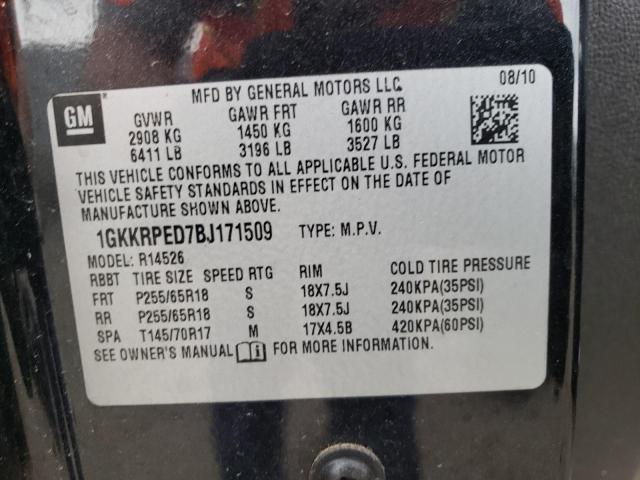 GM
MFD BY GENERAL MOTORS LLC
08/10
GVWR GAWR FRT GAWR RR
2908 KG 1450 KG 1600 KG
6411 LB 3196 LB 3527 LB
THIS VEHICLE CONFORMS TO ALL APPLICABLE U.S. FEDERAL MOTOR
VEHICLE SAFETY STANDARDS IN EFFECT ON THE DATE OF
MANUFACTURE SHOWN ABOVE.
1GKKRPED7BJ171509 TYPE: M.P.V.
MODEL: R14526
RBBT TIRE SIZE SPEED RTG RIM COLD TIRE PRESSURE
FRT P255/65R18 S 18X7.5J 240KPA(35PSI)
RR P255/65R18 S 18X7.5J 240KPA(35PSI)
SPA T145/70R17 M 17X4.5B 420KPA(60PSI)
SEE OWNER'S MANUAL FOR MORE INFORMATION.